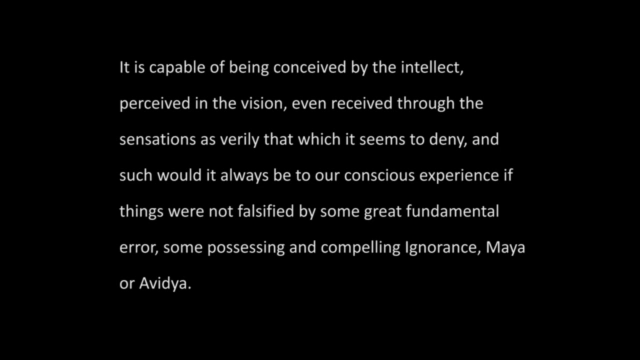 It is capable of being conceived by the intellect,
perceived in the vision, even received through the
sensations as verily that which it seems to deny, and
such would it always be to our conscious experience if
things were not falsified by some great fundamental
error, some possessing and compelling Ignorance, Maya
or Avidya.